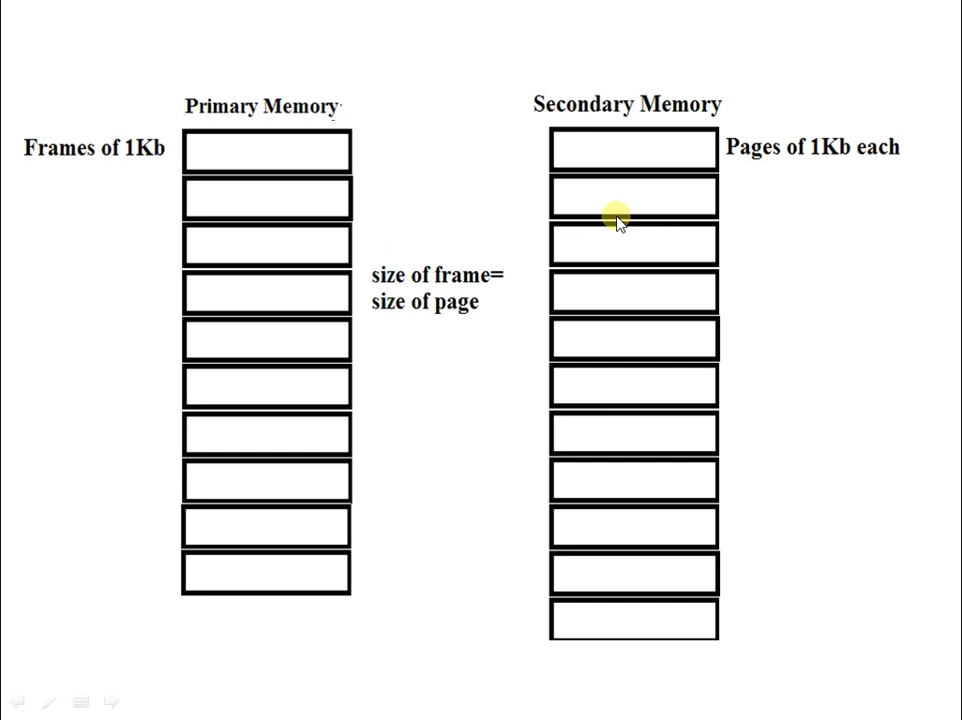 Primary Memory
Secondary Memory
Frames of 1Kb
Pages of 1Kb each
size of frame=
size of page